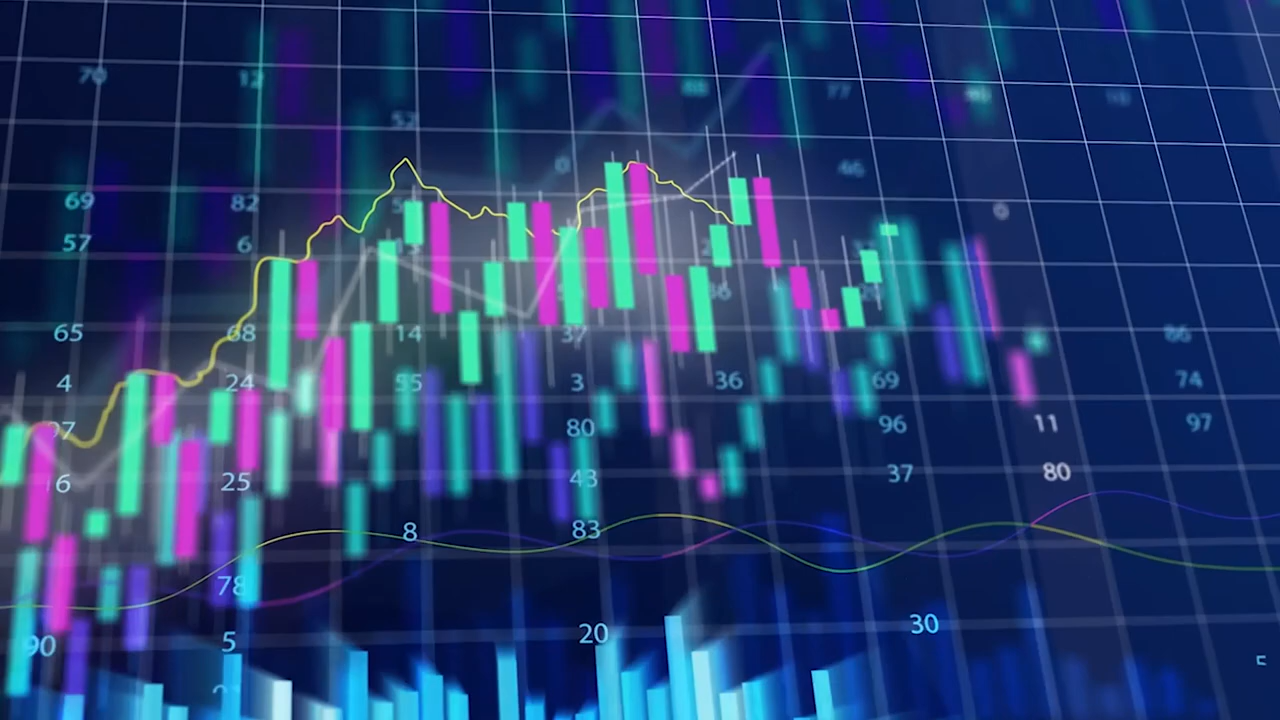 70 12
52 77
0 46
69 82 0
57 6
65 68 14 37 86
4 24 55 3 36 69 74
97 80 96 11 97
6 25 43 37 80
8 83
78
90 5 20 30